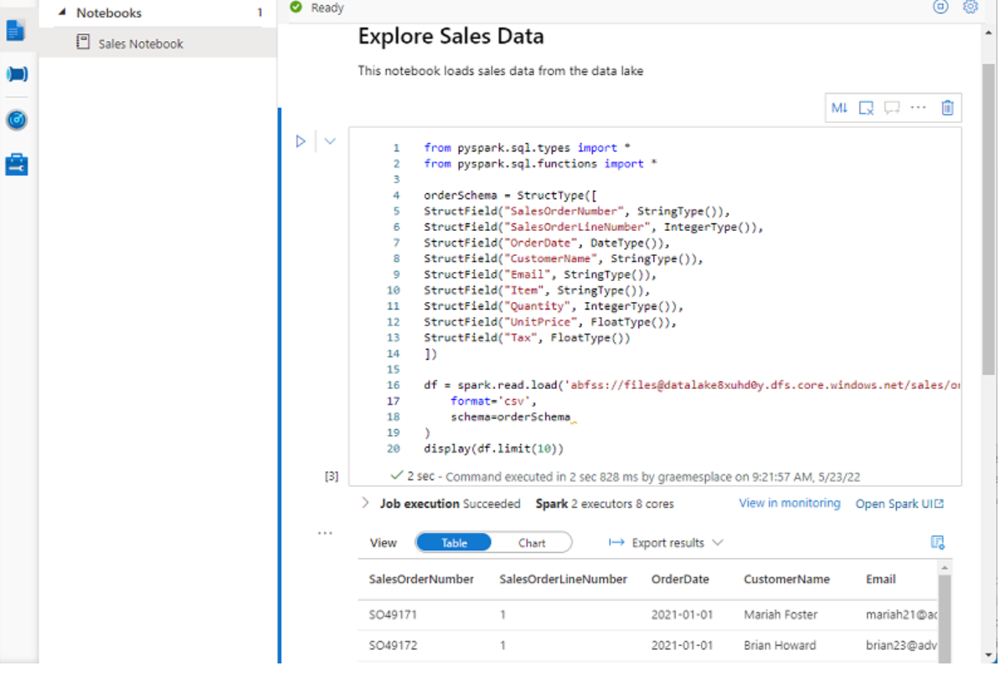 Notebooks 1
Sales Notebook
Ready
Explore Sales Data
This notebook loads sales data from the data lake
M↓ ...
1 from pyspark.sql.types import *
2 from pyspark.sql.functions import *
3
4 orderSchema = StructType([
5 StructField("SalesOrderNumber", StringType()),
6 StructField("SalesOrderLineNumber", IntegerType()),
7 StructField("OrderDate", DateType()),
8 StructField("CustomerName", StringType()),
9 StructField("Email", StringType()),
10 StructField("Item", StringType()),
11 StructField("Quantity", IntegerType()),
12 StructField("UnitPrice", FloatType()),
13 StructField("Tax", FloatType())
14 ])
15
16 df = spark.read.load('abfss://files@datalake8xuhd0y.dfs.core.windows.net/sales/or
17     format='csv',
18     schema=orderSchema
19 )
20 display(df.limit(10))
[3] 2 sec - Command executed in 2 sec 828 ms by graemesplace on 9:21:57 AM, 5/23/22
Job execution Succeeded Spark 2 executors 8 cores View in monitoring Open Spark UI
...
View Table Chart Export results
SalesOrderNumber SalesOrderLineNumber OrderDate CustomerName Email
SO49171 1 2021-01-01 Mariah Foster mariah21@ad
SO49172 1 2021-01-01 Brian Howard brian23@adv